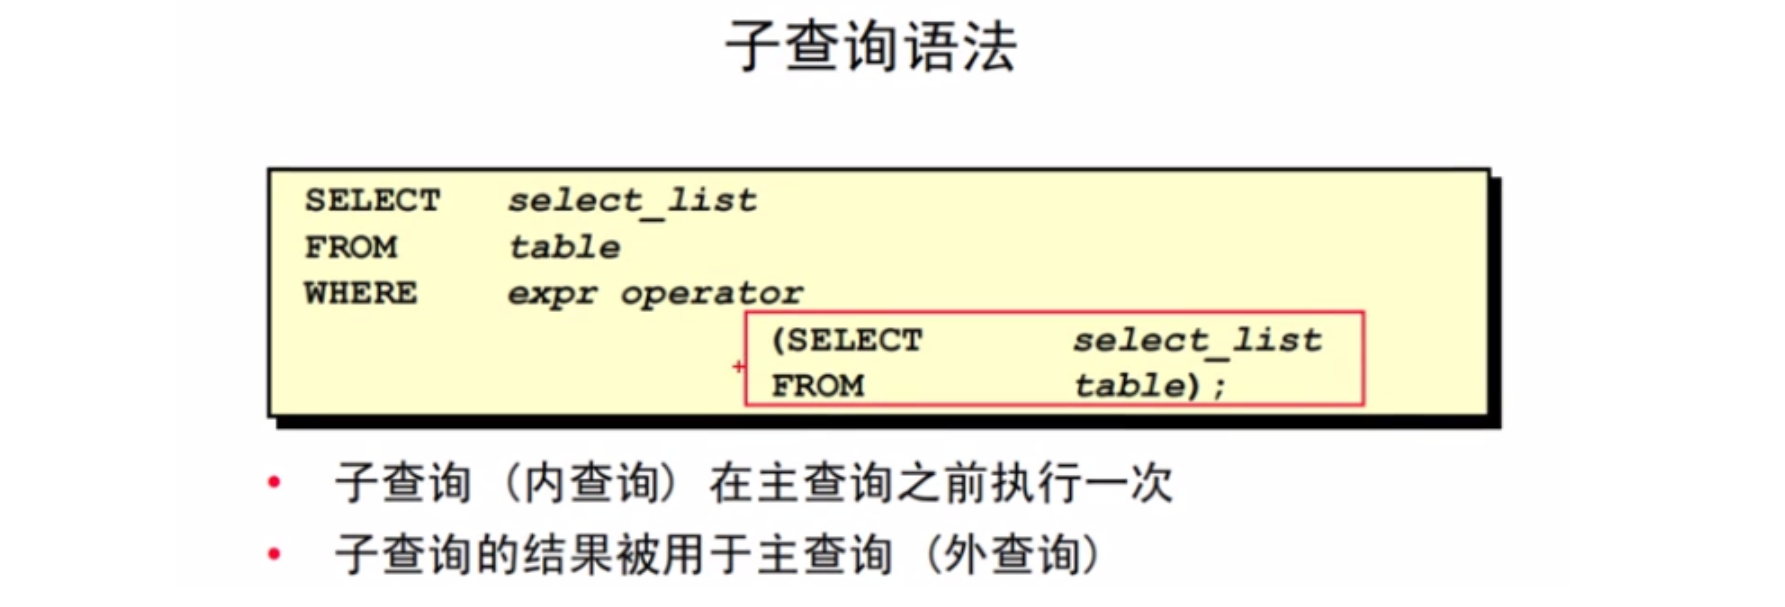 子查询语法
SELECT select_list
FROM table
WHERE expr operator
(SELECT select_list
FROM table);
• 子查询（内查询）在主查询之前执行一次
• 子查询的结果被用于主查询（外查询）